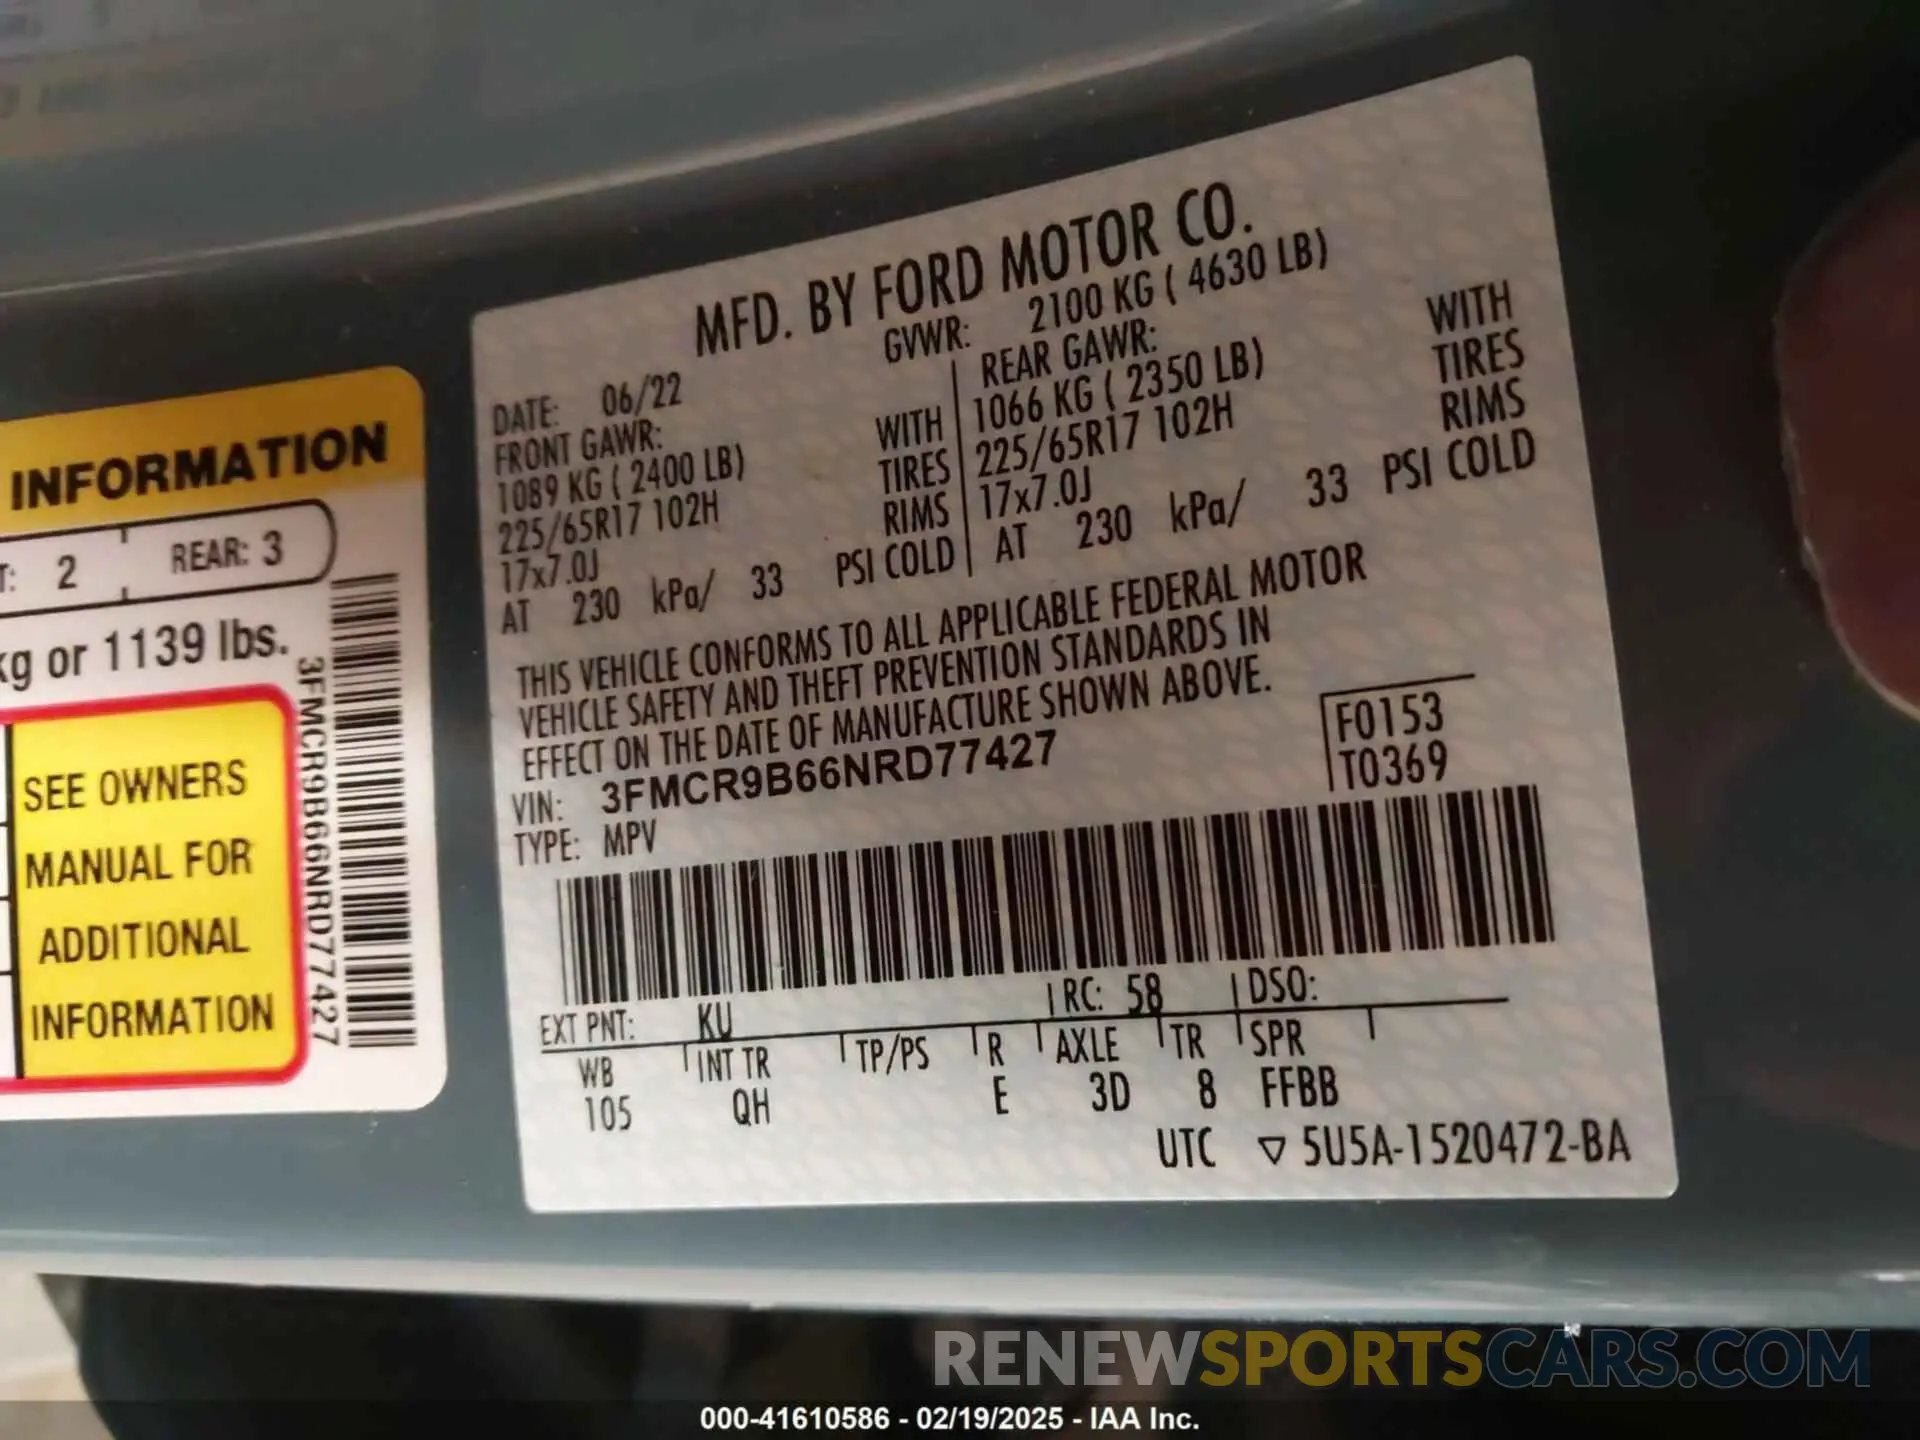 MFD. BY FORD MOTOR CO.
GVWR: 2100 KG ( 4630 LB)
DATE: 06/22
FRONT GAWR:
1089 KG ( 2400 LB) WITH
225/65R17 102H TIRES
17x7.0J RIMS
AT 230 kPa/ 33 PSI COLD
REAR GAWR:
1066 KG ( 2350 LB) WITH
225/65R17 102H TIRES
17x7.0J RIMS
AT 230 kPa/ 33 PSI COLD
THIS VEHICLE CONFORMS TO ALL APPLICABLE FEDERAL MOTOR
VEHICLE SAFETY AND THEFT PREVENTION STANDARDS IN
EFFECT ON THE DATE OF MANUFACTURE SHOWN ABOVE.
VIN: 3FMCR9B66NRD77427
TYPE: MPV
F0153
T0369
EXT PNT: KU RC: 58 DSO:
WB INT TR TP/PS R AXLE TR SPR
105 QH E 3D 8 FFBB
UTC ▽ 5U5A-1520472-BA
INFORMATION
2 REAR: 3
kg or 1139 lbs.
SEE OWNERS
MANUAL FOR
ADDITIONAL
INFORMATION
3FMCR9B66NRD77427
RENEWSPORTSCARS.COM
000-41610586 - 02/19/2025 - IAA Inc.